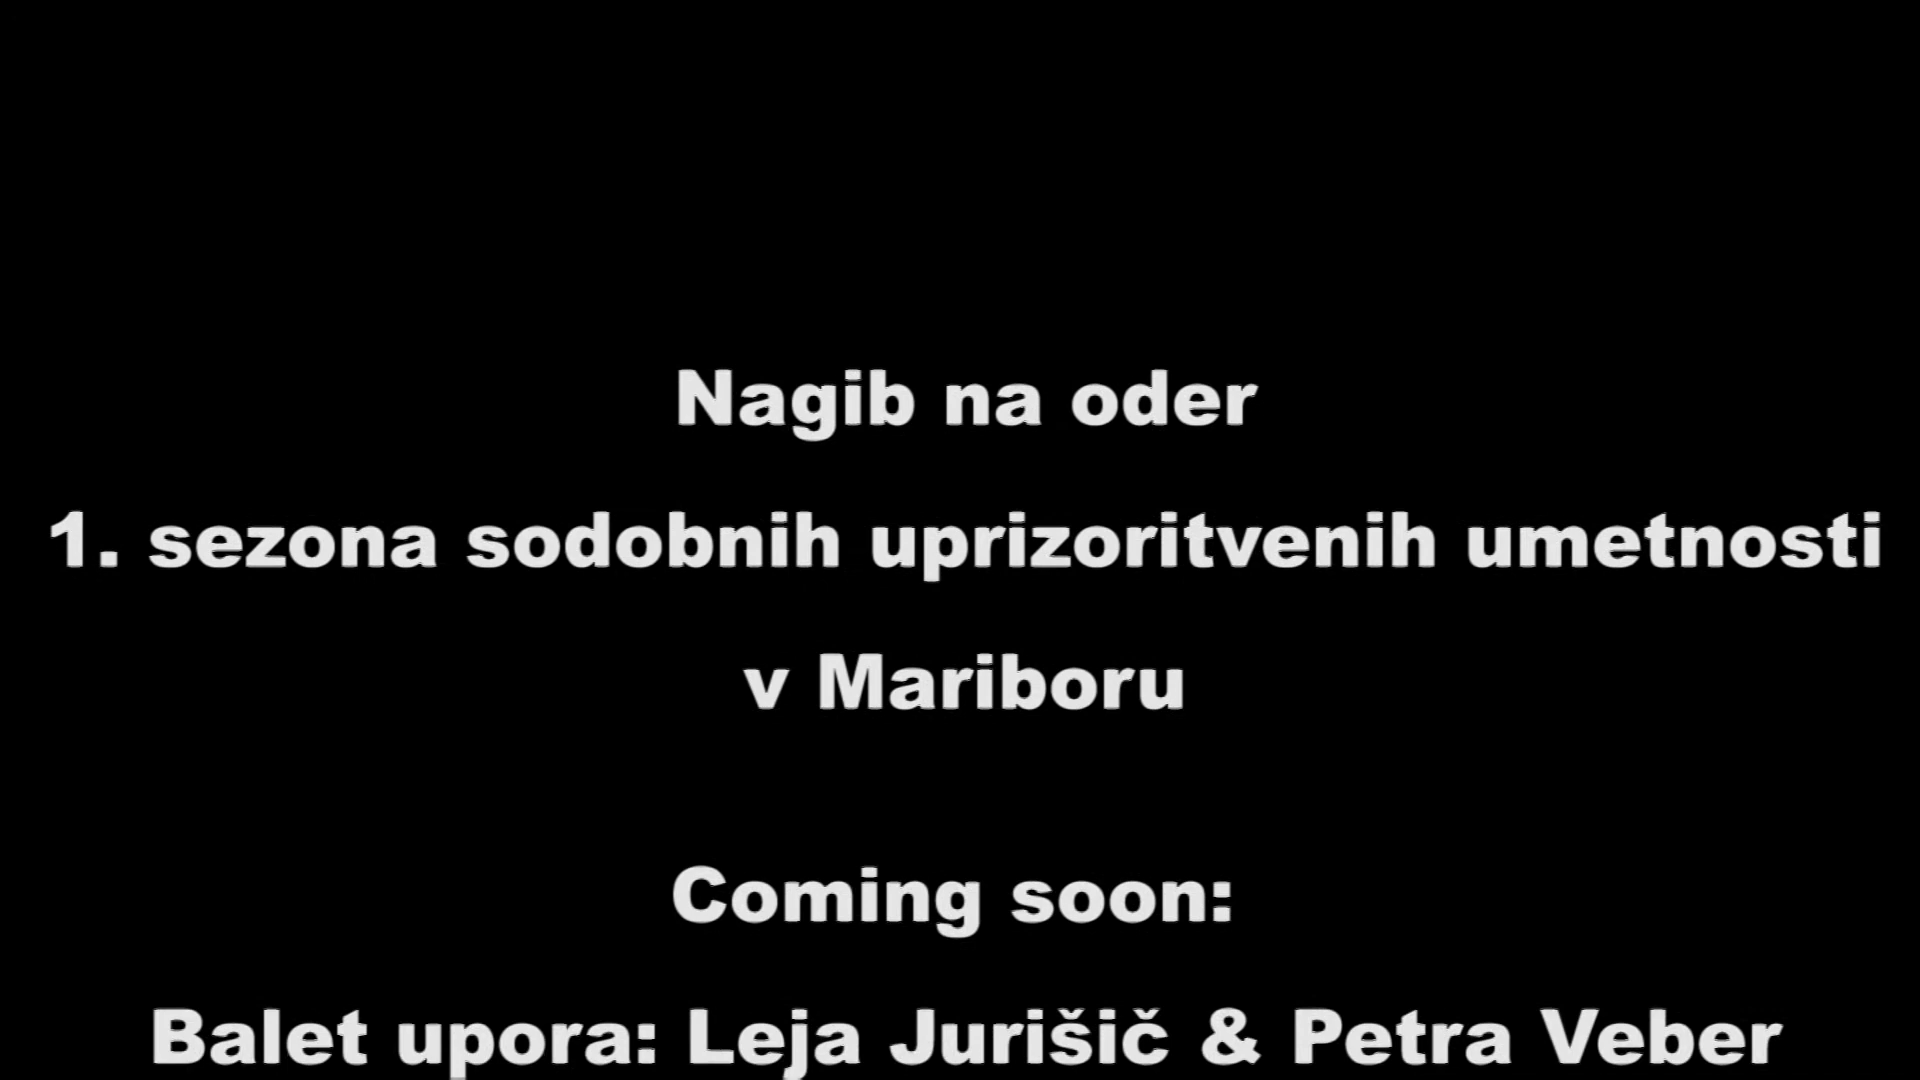 Nagib na oder
1. sezona sodobnih uprizoritvenih umetnosti
v Mariboru
Coming soon:
Balet upora: Leja Jurišič & Petra Veber